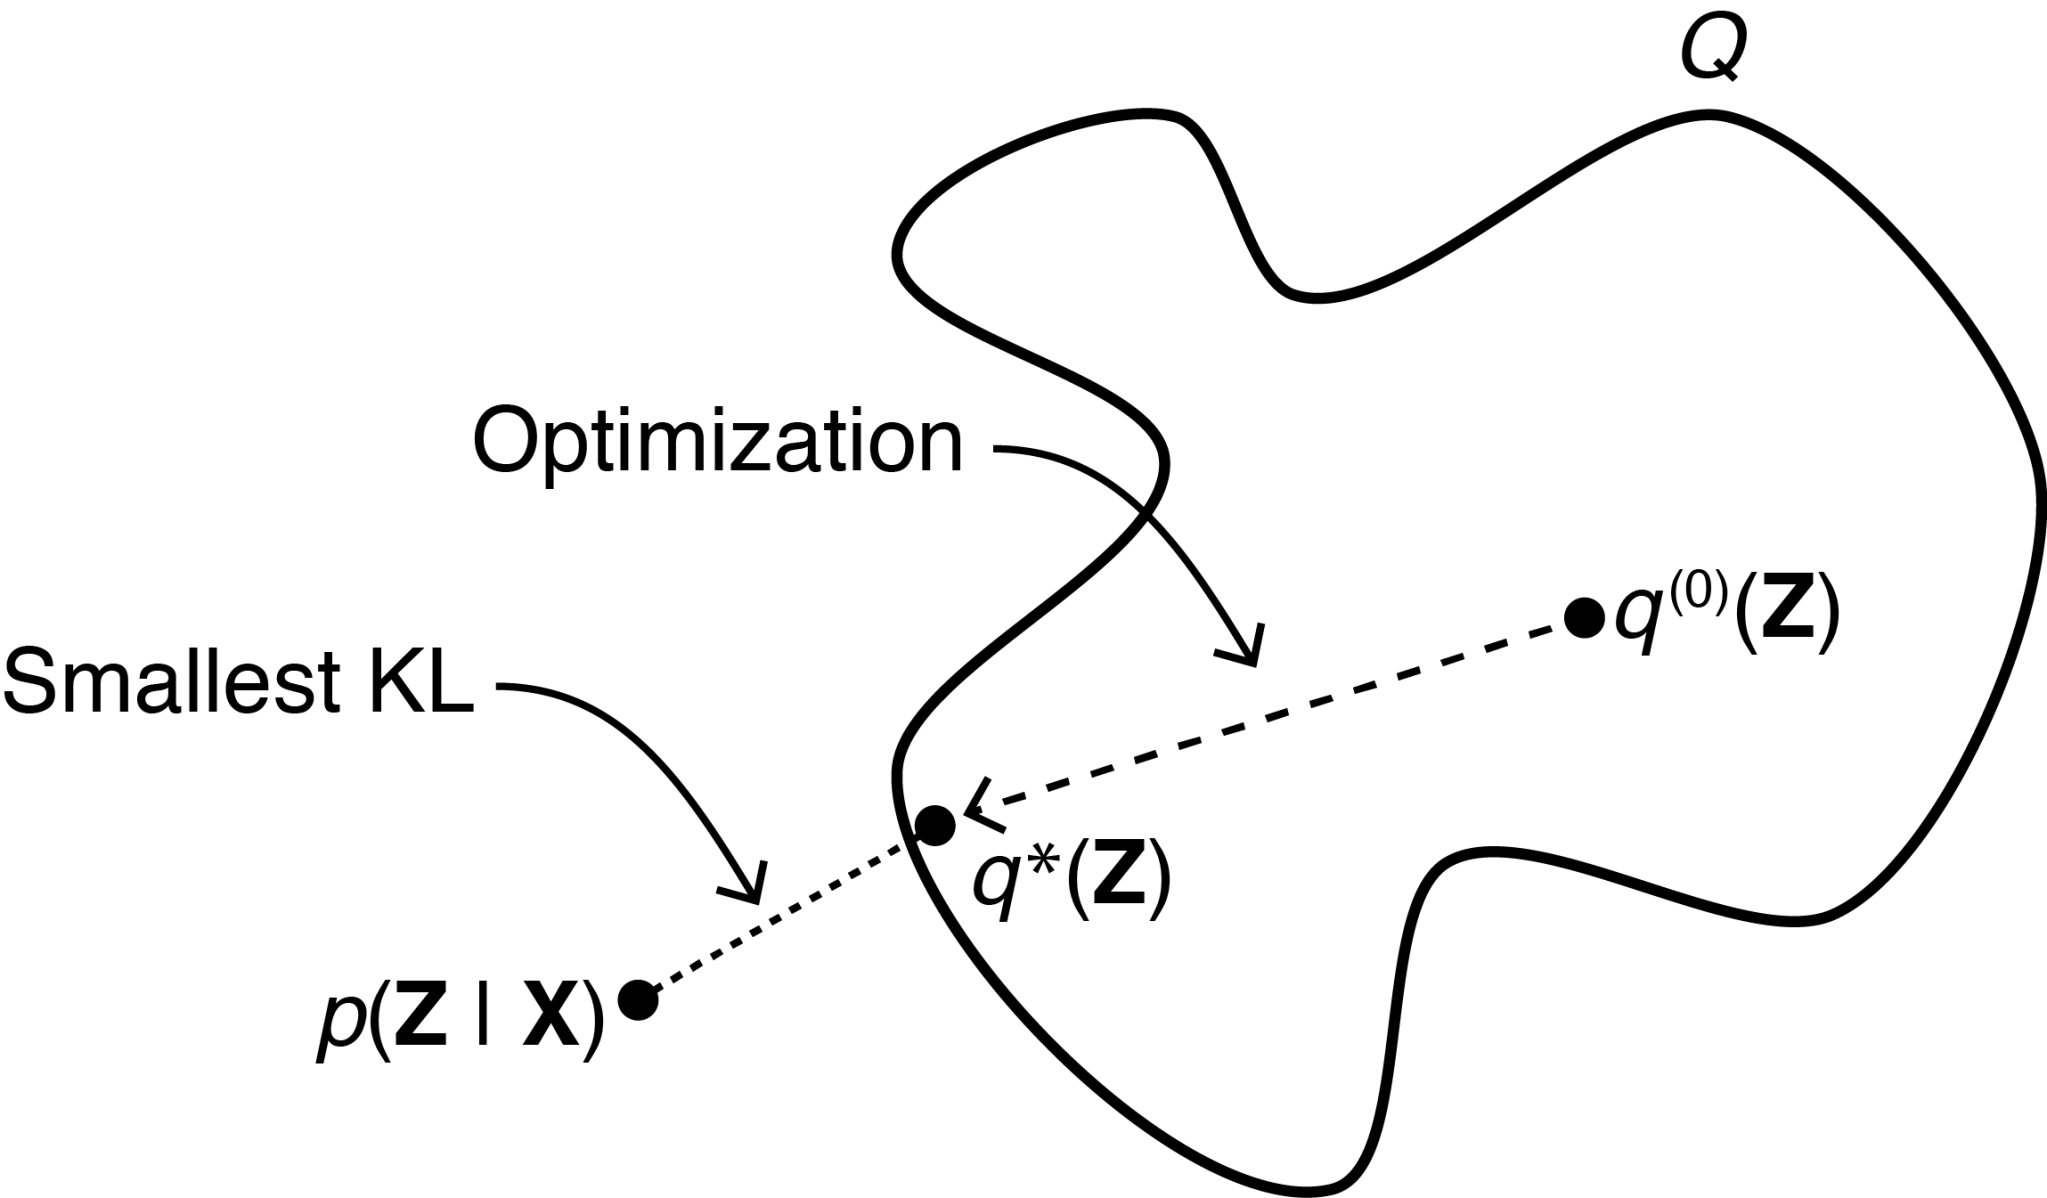 Q
Optimization
q⁽⁰⁾(Z)
Smallest KL
q*(Z)
p(Z | X)